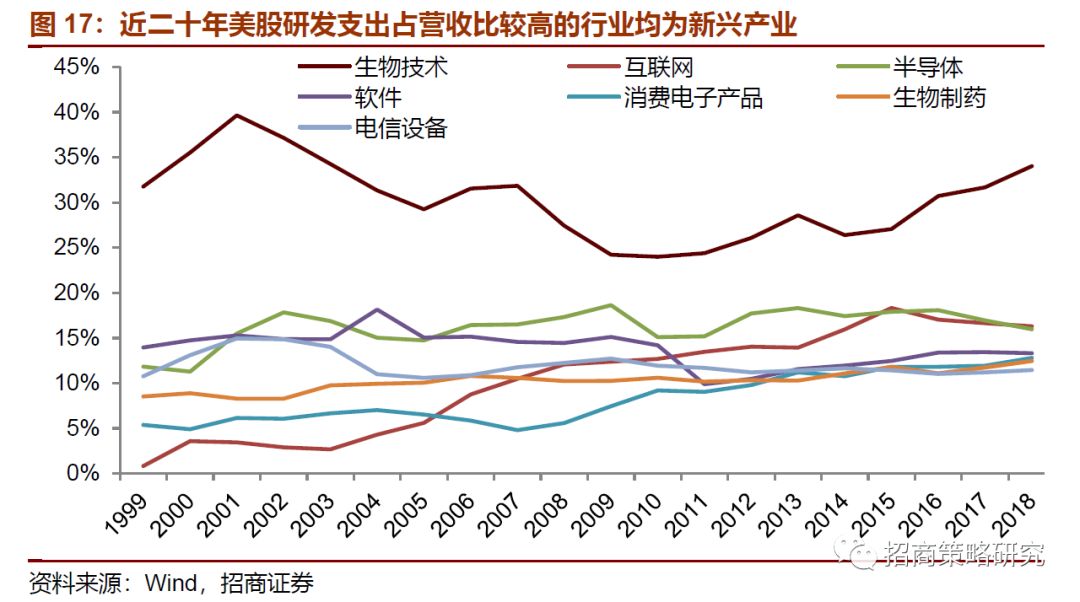 图 17：近二十年美股研发支出占营收比较高的行业均为新兴产业
45%
40%
35%
30%
25%
20%
15%
10%
5%
0%
生物技术 互联网 半导体
软件 消费电子产品 生物制药
电信设备
1999 2000 2001 2002 2003 2004 2005 2006 2007 2008 2009 2010 2011 2012 2013 2014 2015 2016 2017 2018
招商策略研究
资料来源：Wind，招商证券